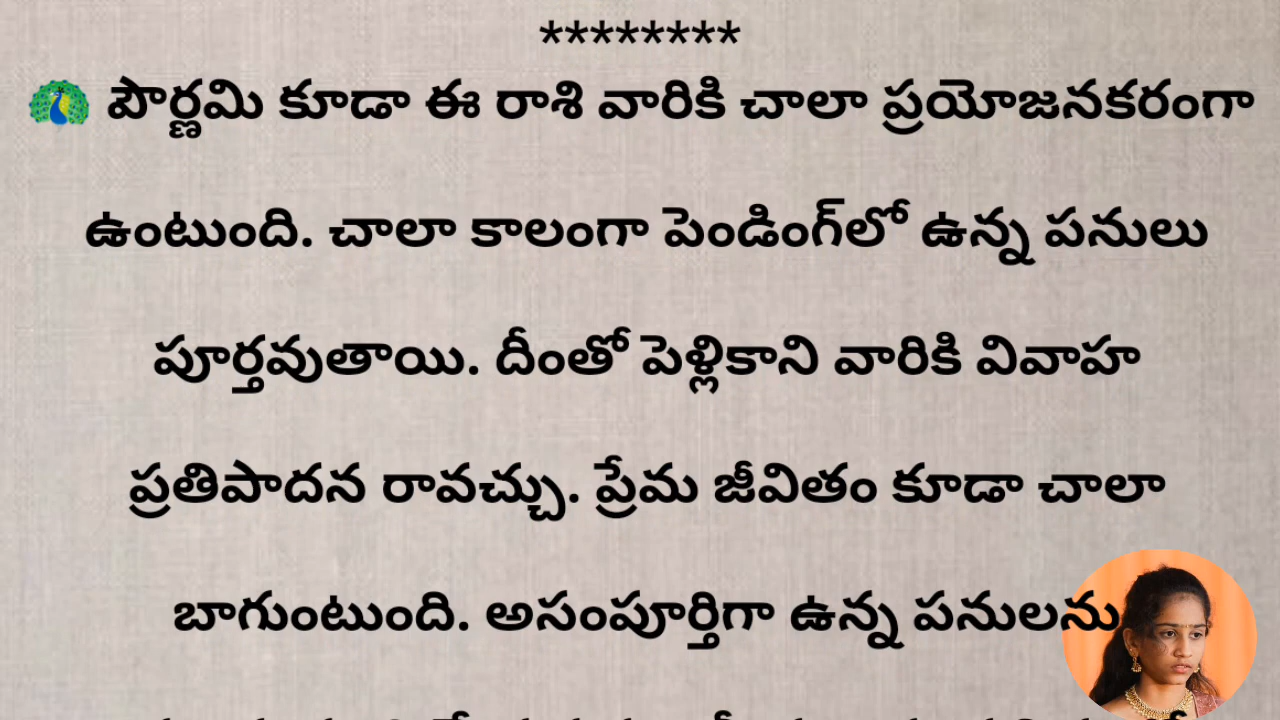 ********
🦚 పౌర్ణమి కూడా ఈ రాశి వారికి చాలా ప్రయోజనకరంగా
ఉంటుంది. చాలా కాలంగా పెండింగ్‌లో ఉన్న పనులు
పూర్తవుతాయి. దీంతో పెళ్లికాని వారికి వివాహ
ప్రతిపాదన రావచ్చు. ప్రేమ జీవితం కూడా చాలా
బాగుంటుంది. అసంపూర్తిగా ఉన్న పనులను